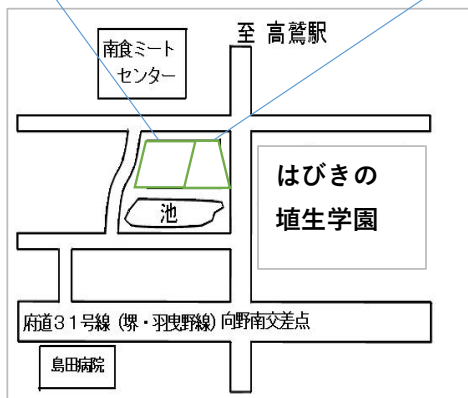 至 高鷲駅
南食ミート
センター
はびきの
埴生学園
池
府道３１号線（堺・羽曳野線）向野南交差点
島田病院